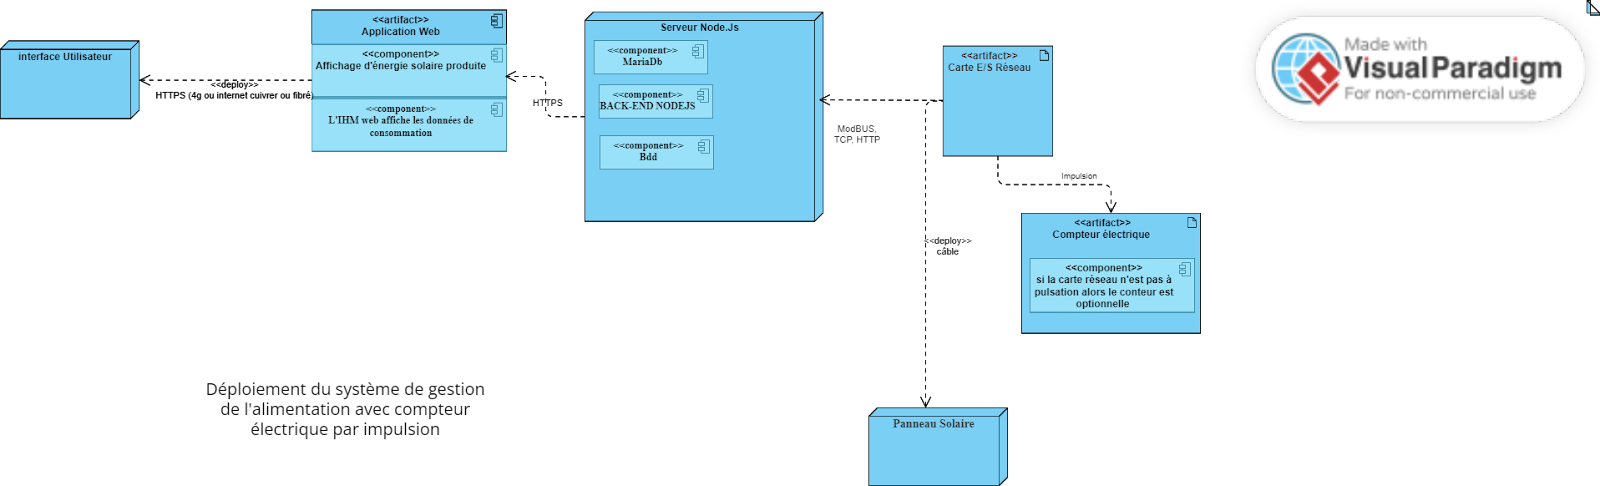 interface Utilisateur
<<deploy>>
HTTPS (4g ou internet cuivrer ou fibré)
<<artifact>>
Application Web
<<component>>
Affichage d'énergie solaire produite
<<component>>
L'IHM web affiche les données de
consommation
HTTPS
Serveur Node.Js
<<component>>
MariaDb
<<component>>
BACK-END NODEJS
<<component>>
Bdd
ModBUS,
TCP, HTTP
<<artifact>>
Carte E/S Réseau
Impulsion
<<artifact>>
Compteur électrique
<<component>>
si la carte réseau n'est pas à
pulsation alors le conteur est
optionnelle
<<deploy>>
câble
Panneau Solaire
Déploiement du système de gestion
de l'alimentation avec compteur
électrique par impulsion
Made with
Visual Paradigm
For non-commercial use